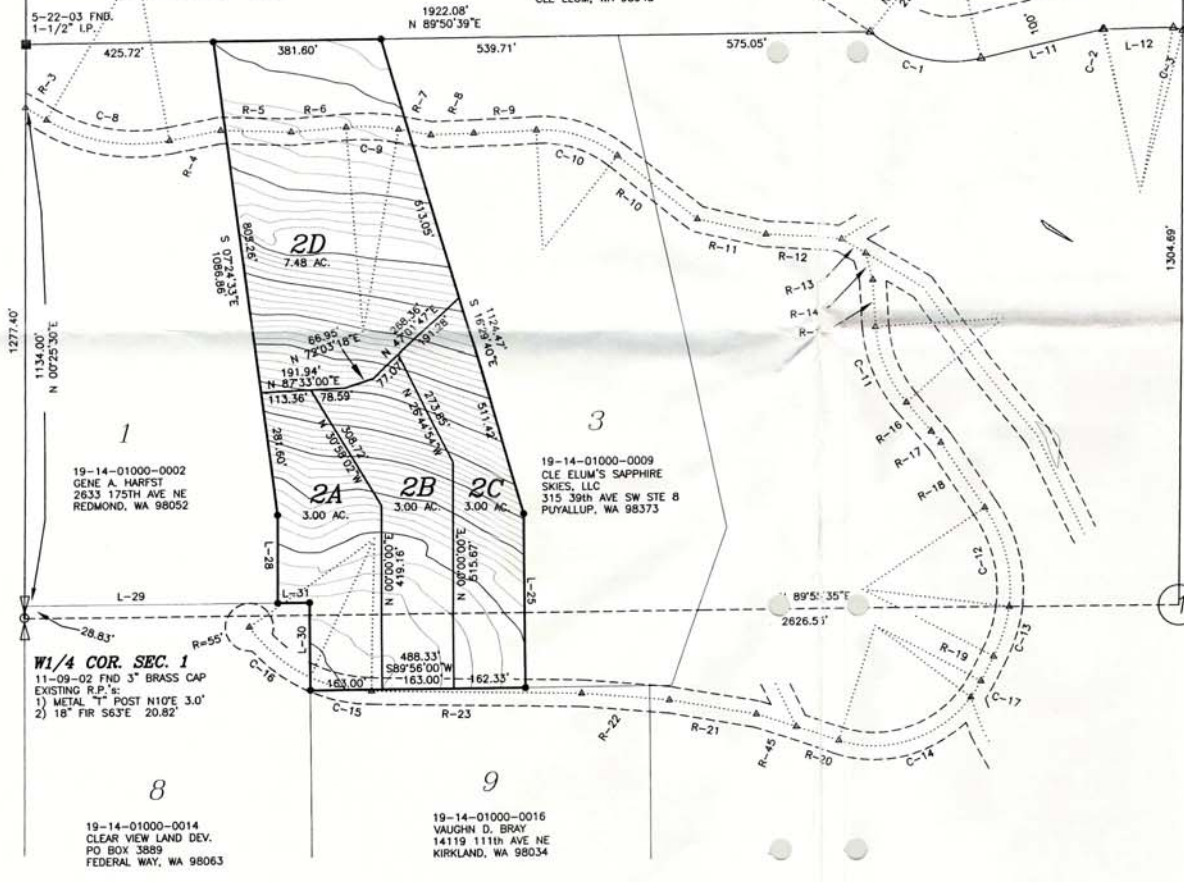 5-22-03 FND.
1-1/2" I.P.
1922.08'
N 89°50'39"E
425.72'
381.60'
539.71'
575.05'
100'
C-1
L-11
C-2
L-12
C-3
R-3
C-8
R-4
R-5
R-6
R-7
R-8
R-9
C-9
C-10
R-10
R-11
R-12
R-13
R-14
C-11
R-16
R-17
R-18
C-12
C-13
R-19
C-17
C-14
R-20
R-45
R-21
R-22
R-23
C-15
C-16
R=55'
1277.40'
1134.00'
N 00°25'30"E
1304.69'
805.26'
S 07°24'33"E
1086.86'
613.05'
2D
7.48 AC.
1124.47'
S 16°29'40"E
511.42'
66.95'
N 72°03'18"E
268.36'
N 47°01'47"E
191.28'
77.07'
191.94'
N 87°33'00"E
113.36'
78.59'
281.60'
308.72'
N 30°58'02"W
273.85'
N 26°44'54"W
2A
3.00 AC.
2B
3.00 AC.
2C
3.00 AC.
N 00°00'00"E
419.16'
N 00°00'00"E
515.67'
L-28
L-29
L-31
L-30
L-25
488.33'
S89°56'00"W
163.00'
163.00'
162.33'
2626.5
28.83'
1
19-14-01000-0002
GENE A. HARFST
2633 175TH AVE NE
REDMOND, WA 98052
3
19-14-01000-0009
CLE ELUM'S SAPPHIRE
SKIES, LLC
315 39th AVE SW STE 8
PUYALLUP, WA 98373
W1/4 COR. SEC. 1
11-09-02 FND 3" BRASS CAP
EXISTING R.P.'s:
1) METAL "T" POST N10°E 3.0'
2) 18" FIR S63°E 20.82'
8
19-14-01000-0014
CLEAR VIEW LAND DEV.
PO BOX 3889
FEDERAL WAY, WA 98063
9
19-14-01000-0016
VAUGHN D. BRAY
14119 111th AVE NE
KIRKLAND, WA 98034